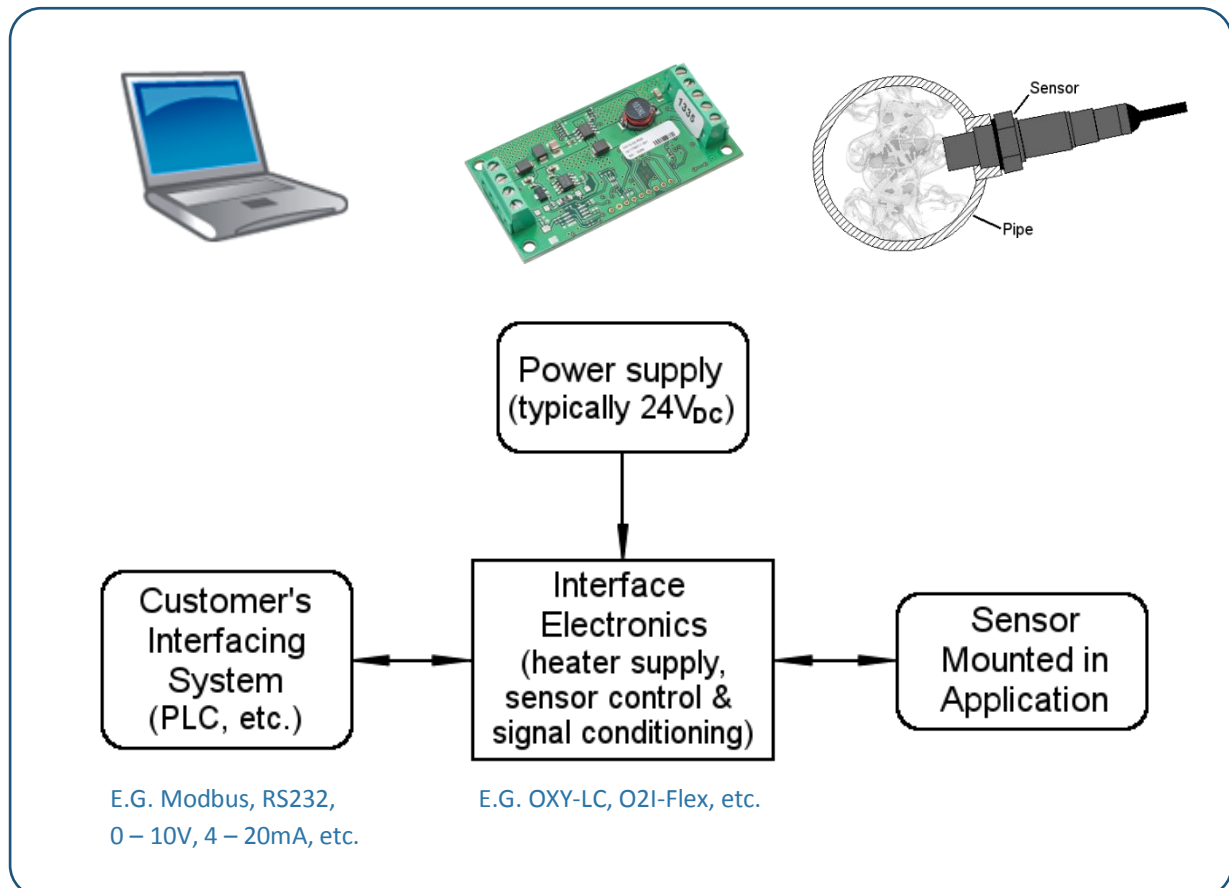 Sensor
1335
Pipe
Power supply
(typically 24VDC)
Customer's
Interfacing
System
(PLC, etc.)
Interface
Electronics
(heater supply,
sensor control &
signal conditioning)
Sensor
Mounted in
Application
E.G. Modbus, RS232,
0 – 10V, 4 – 20mA, etc.
E.G. OXY-LC, O2I-Flex, etc.